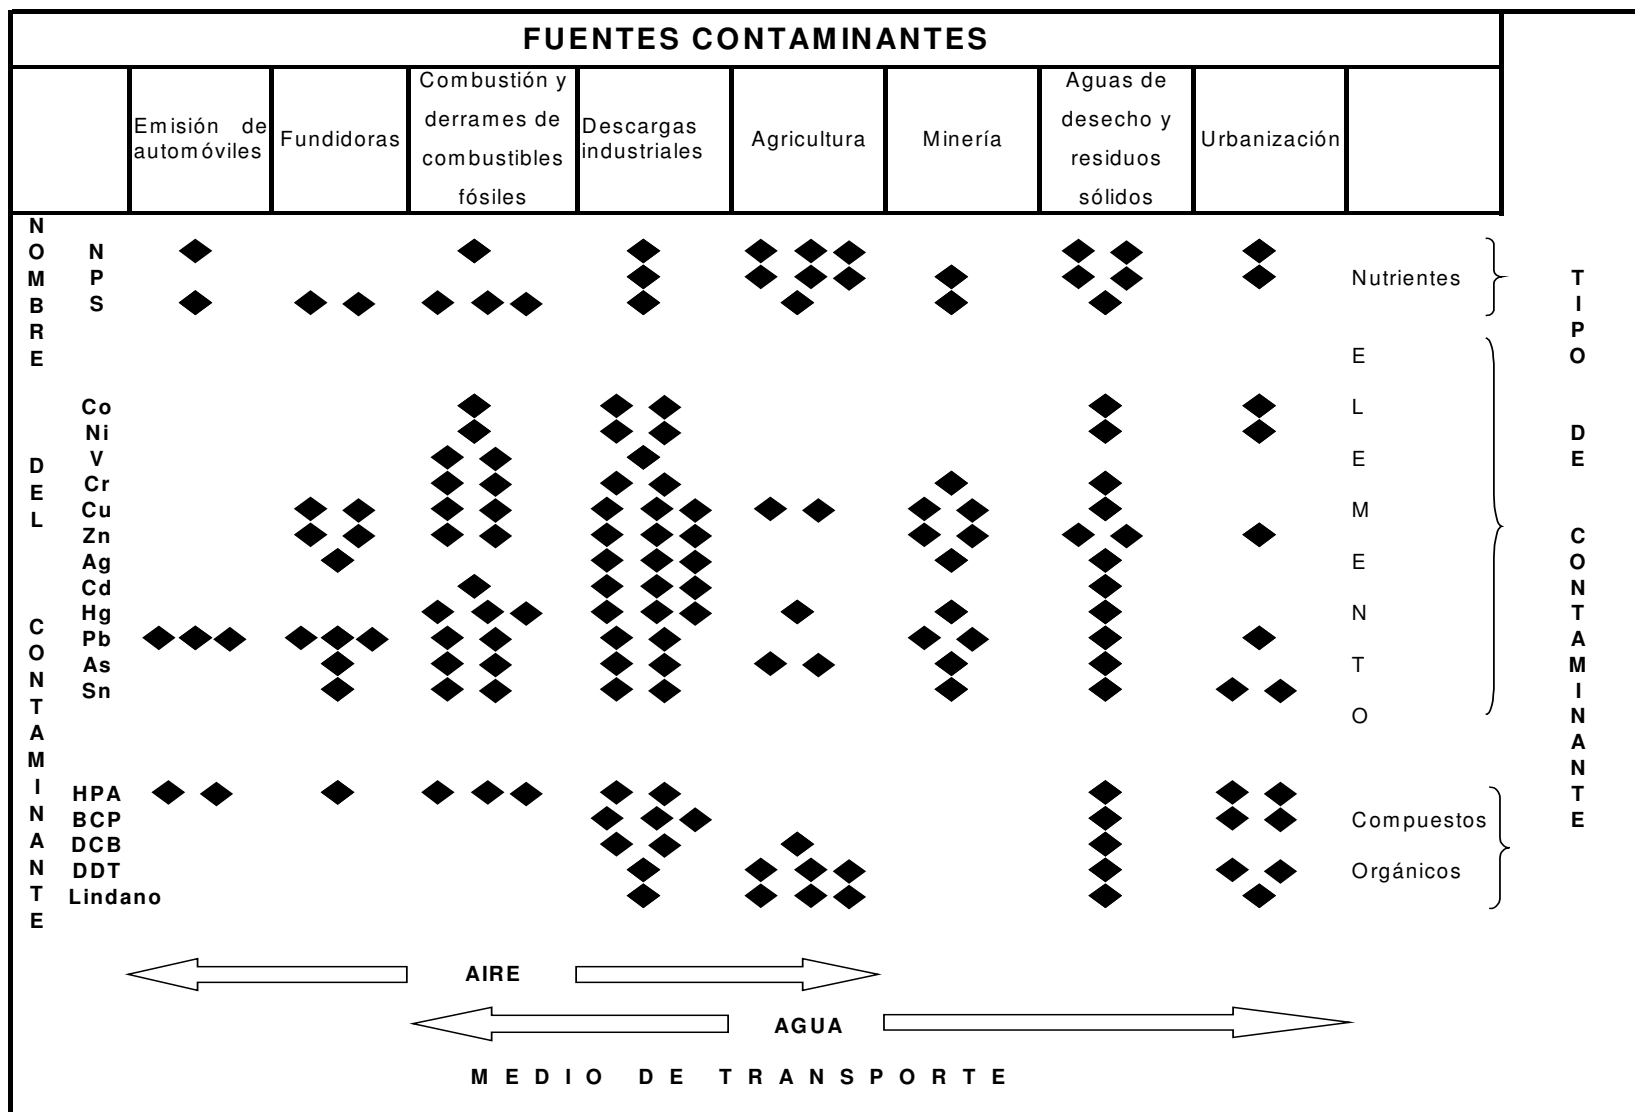 FUENTES CONTAMINANTES
Emisión de
automóviles
Fundidoras
Combustión y
derrames de
combustibles
fósiles
Descargas
industriales
Agricultura
Minería
Aguas de
desecho y
residuos
sólidos
Urbanización
NOMBRE
DEL
CONTAMINANTE
N
P
S
Co
Ni
V
Cr
Cu
Zn
Ag
Cd
Hg
Pb
As
Sn
HPA
BCP
DCB
DDT
Lindano
Nutrientes
ELEMENTO
Compuestos
Orgánicos
TIPO
DE
CONTAMINANTE
AIRE
AGUA
MEDIO DE TRANSPORTE